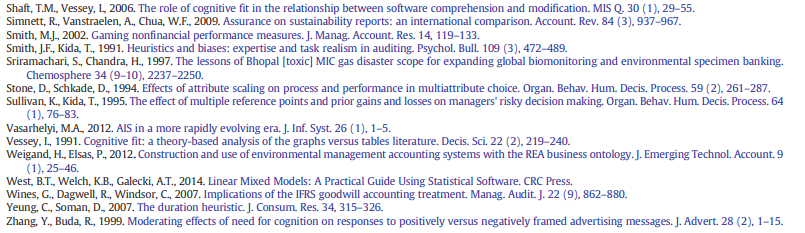 Shaft, T.M., Vessey, I., 2006. The role of cognitive fit in the relationship between software comprehension and modification. MIS Q. 30 (1), 29–55.
Simnett, R., Vanstraelen, A., Chua, W.F., 2009. Assurance on sustainability reports: an international comparison. Account. Rev. 84 (3), 937–967.
Smith, M.J., 2002. Gaming nonfinancial performance measures. J. Manag. Account. Res. 14, 119–133.
Smith, J.F., Kida, T., 1991. Heuristics and biases: expertise and task realism in auditing. Psychol. Bull. 109 (3), 472–489.
Sriramachari, S., Chandra, H., 1997. The lessons of Bhopal [toxic] MIC gas disaster scope for expanding global biomonitoring and environmental specimen banking.
Chemosphere 34 (9–10), 2237–2250.
Stone, D., Schkade, D., 1994. Effects of attribute scaling on process and performance in multiattribute choice. Organ. Behav. Hum. Decis. Process. 59 (2), 261–287.
Sullivan, K., Kida, T., 1995. The effect of multiple reference points and prior gains and losses on managers' risky decision making. Organ. Behav. Hum. Decis. Process. 64
(1), 76–83.
Vasarhelyi, M.A., 2012. AIS in a more rapidly evolving era. J. Inf. Syst. 26 (1), 1–5.
Vessey, I., 1991. Cognitive fit: a theory-based analysis of the graphs versus tables literature. Decis. Sci. 22 (2), 219–240.
Weigand, H., Elsas, P., 2012. Construction and use of environmental management accounting systems with the REA business ontology. J. Emerging Technol. Account. 9
(1), 25–46.
West, B.T., Welch, K.B., Galecki, A.T., 2014. Linear Mixed Models: A Practical Guide Using Statistical Software. CRC Press.
Wines, G., Dagwell, R., Windsor, C., 2007. Implications of the IFRS goodwill accounting treatment. Manag. Audit. J. 22 (9), 862–880.
Yeung, C., Soman, D., 2007. The duration heuristic. J. Consum. Res. 34, 315–326.
Zhang, Y., Buda, R., 1999. Moderating effects of need for cognition on responses to positively versus negatively framed advertising messages. J. Advert. 28 (2), 1–15.